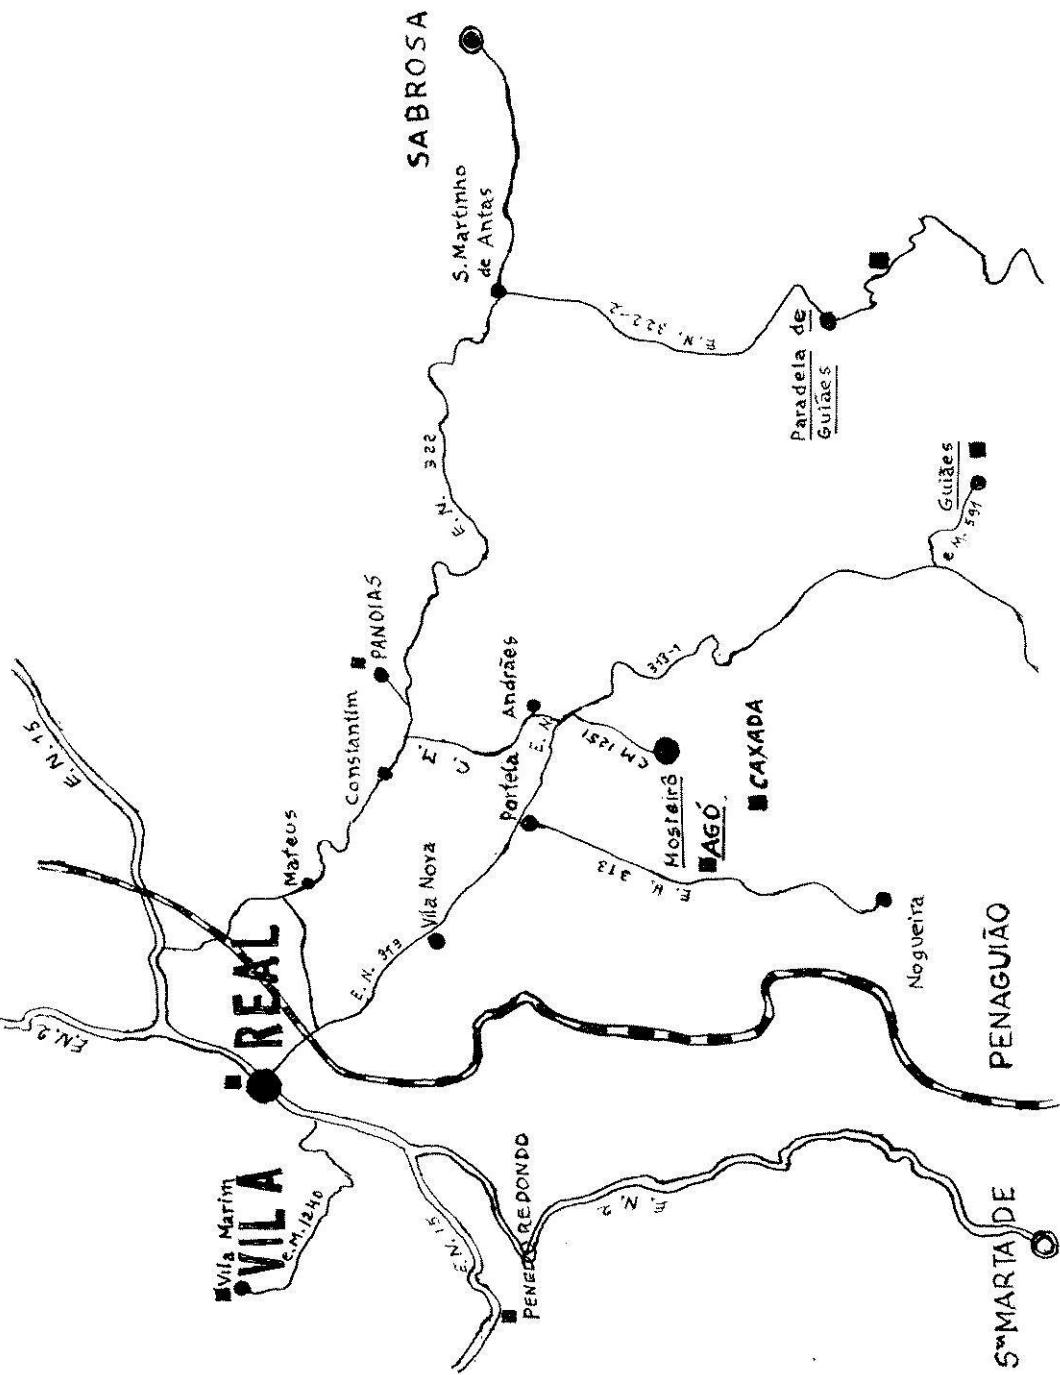 Vila Marim
VILA REAL
e.M. 1240
E.N. 2
E.N. 15
E.N. 15
PENEDO REDONDO
E.N. 2
Sta MARTA DE PENAGUIÃO
Mateus
Constantim
PANOIAS
E.N. 322
S. Martinho
de Antas
SABROSA
E.N. 322-2
Paradela de
Guiães
E.N. 313
Vila Nova
Portela
Andrães
C. M.
E.N.
313-1
CM 1251
Mosteirô
AGÓ.
CAXADA
E.N. 313
Nogueira
Guiães
e M. 591